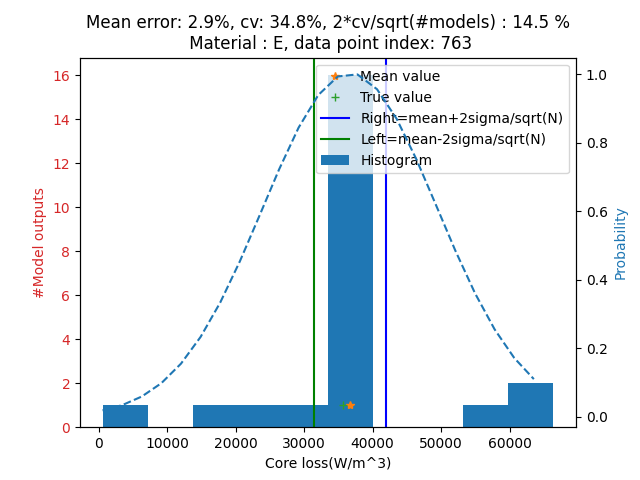 Mean error: 2.9%, cv: 34.8%, 2*cv/sqrt(#models) : 14.5 %
Material : E, data point index: 763
Mean value
True value
Right=mean+2sigma/sqrt(N)
Left=mean-2sigma/sqrt(N)
Histogram
#Model outputs
16
14
12
10
8
6
4
2
0
1.0
0.8
0.6
0.4
0.2
0.0
Probability
0 10000 20000 30000 40000 50000 60000
Core loss(W/m^3)